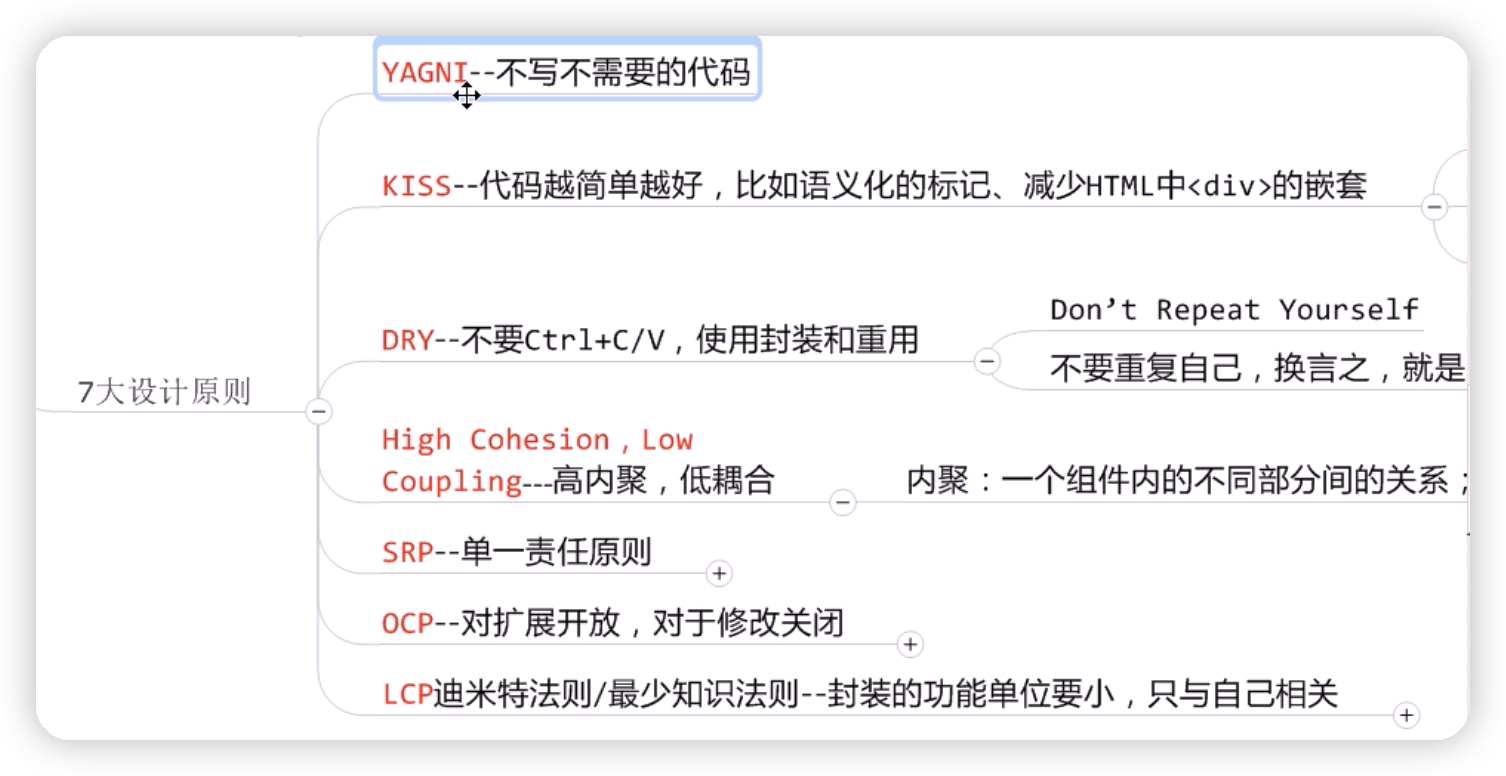 YAGNI--不写不需要的代码
KISS--代码越简单越好，比如语义化的标记、减少HTML中<div>的嵌套
Don’t Repeat Yourself
DRY--不要Ctrl+C/V，使用封装和重用
不要重复自己，换言之，就是
7大设计原则
High Cohesion，Low
Coupling---高内聚，低耦合
内聚：一个组件内的不同部分间的关系；
SRP--单一责任原则
OCP--对扩展开放，对于修改关闭
LCP迪米特法则/最少知识法则--封装的功能单位要小，只与自己相关